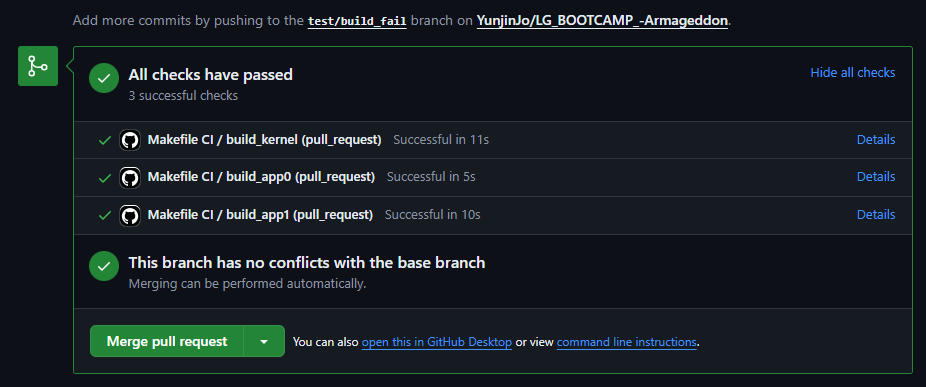 Add more commits by pushing to the test/build_fail branch on YunjinJo/LG_BOOTCAMP_-Armageddon.
All checks have passed
Hide all checks
3 successful checks
Makefile CI / build_kernel (pull_request) Successful in 11s Details
Makefile CI / build_app0 (pull_request) Successful in 5s Details
Makefile CI / build_app1 (pull_request) Successful in 10s Details
This branch has no conflicts with the base branch
Merging can be performed automatically.
Merge pull request You can also open this in GitHub Desktop or view command line instructions.